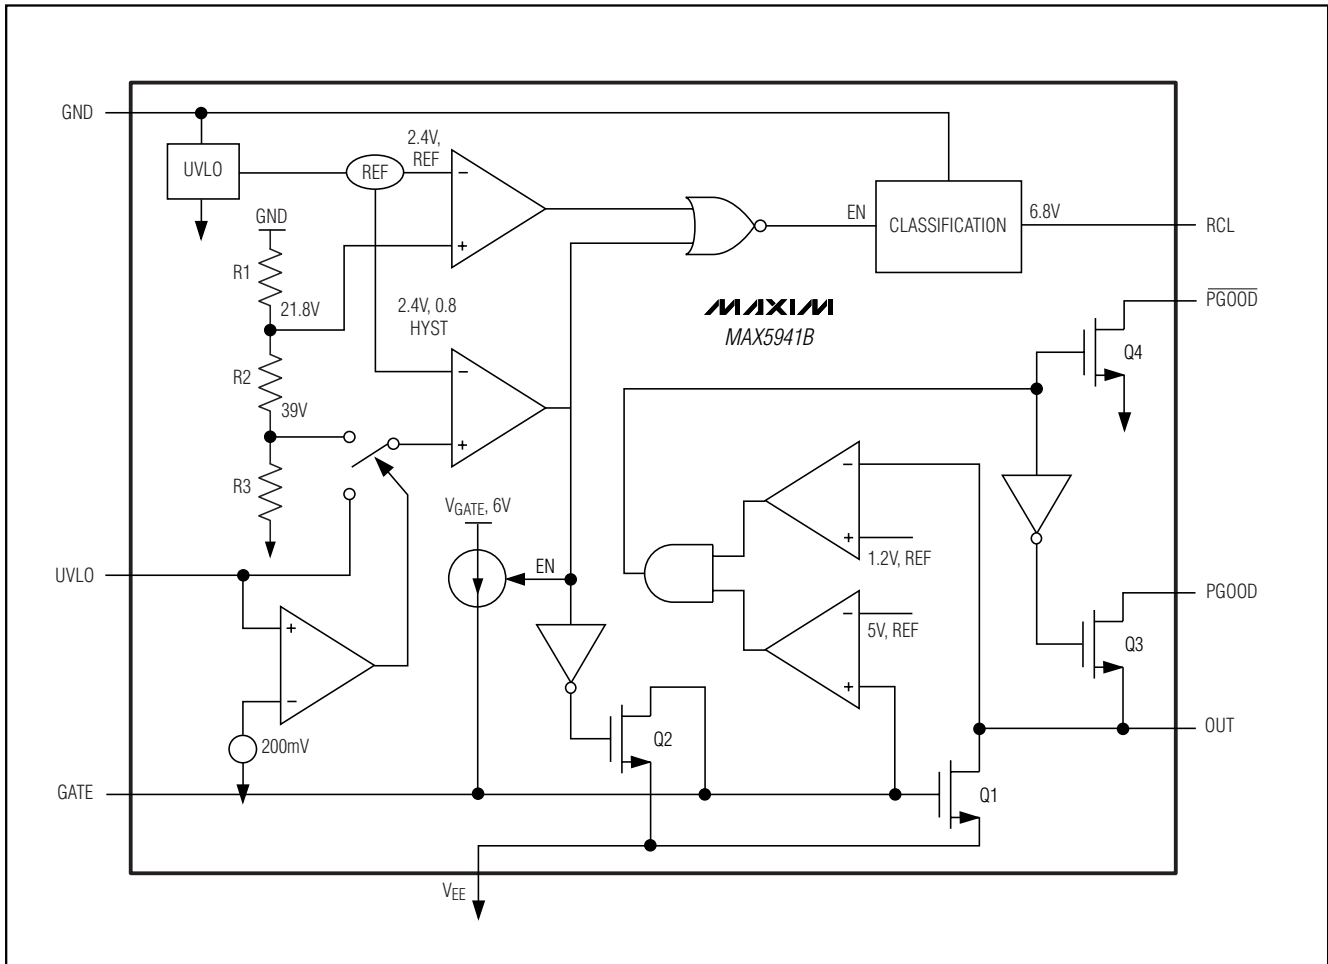 GND
UVLO
REF
2.4V,
REF
GND
R1
21.8V
R2
39V
R3
2.4V, 0.8
HYST
EN
CLASSIFICATION
6.8V
RCL
MAXIM
MAX5941B
PGOOD
Q4
VGATE, 6V
EN
1.2V, REF
5V, REF
PGOOD
Q3
UVLO
200mV
Q2
OUT
GATE
Q1
VEE